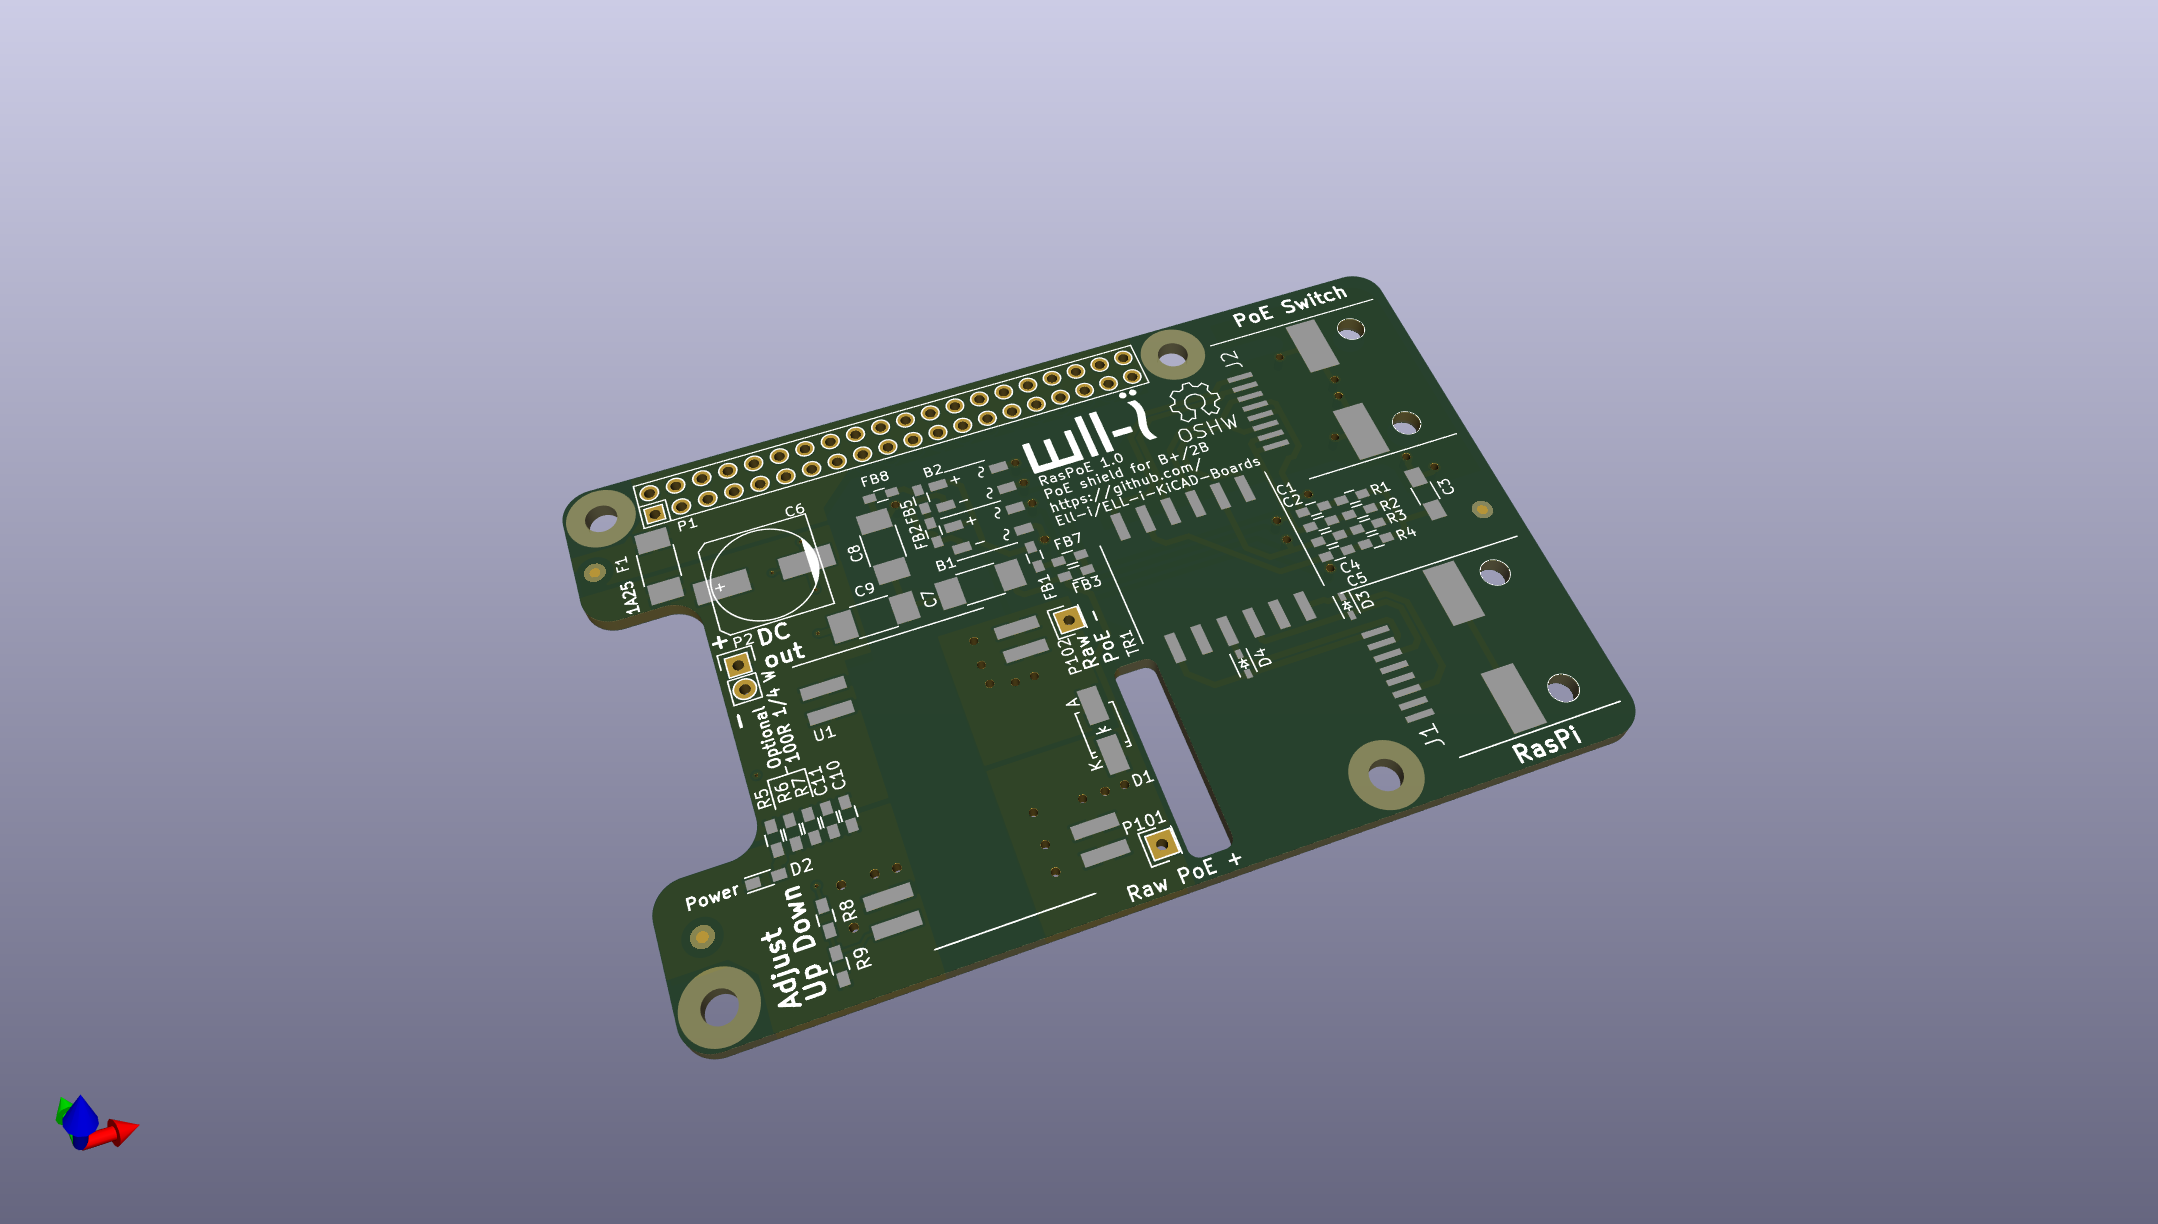 PoE Switch
J2
OSHW
ell-i
RasPoE 1.0
PoE shield for B+/2B
https://github.com/
Ell-i/ELL-i-KiCAD-Boards
P1
C6
+
F1
1A25
FB8
B2
+ ~
- ~
+ ~
- ~
FB5
FB2
C8
B1
C9
C7
FB7
FB1
FB3
C1
C2
R1
R2
R3
R4
C3
C4
C5
D3
D4
TR1
P102
Raw
PoE -
+
P2
DC
out
-
Optional
100R 1/4 W
U1
A
K
K
D1
J1
RasPi
R5
R6
R7
C11
C10
P101
Raw PoE +
Power
D2
R8
R9
Adjust
Up Down